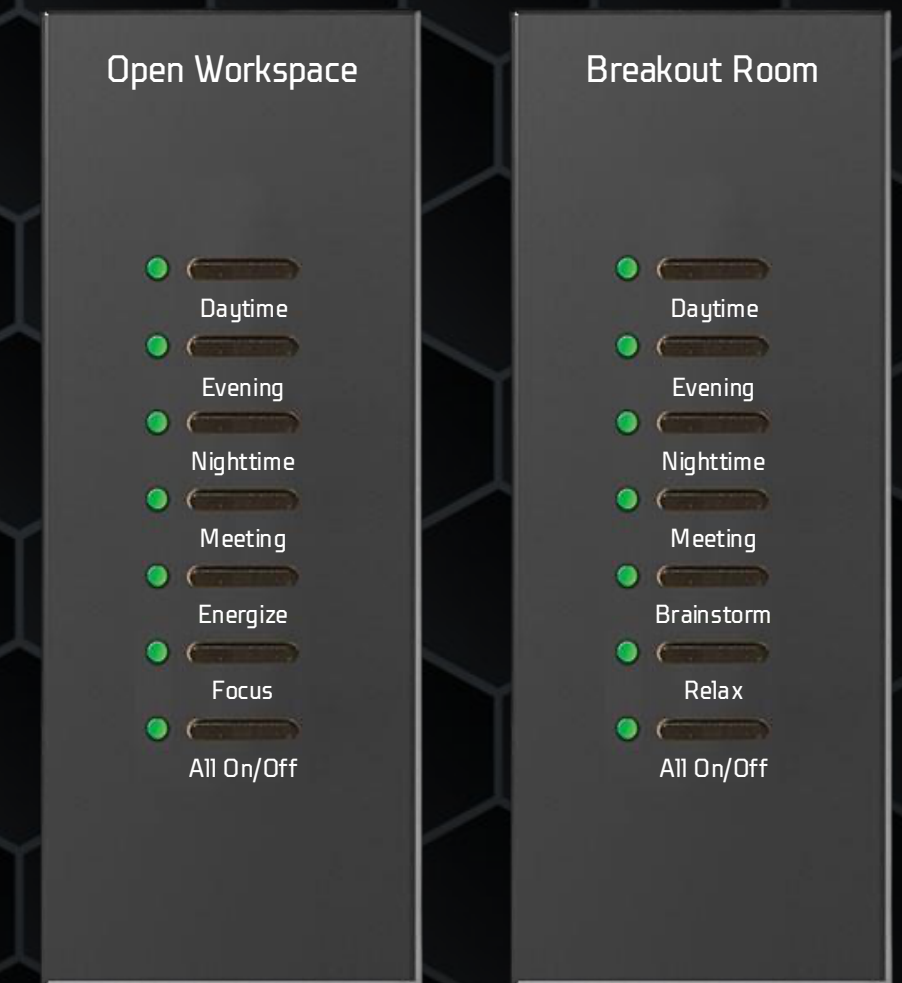 Open Workspace
Daytime
Evening
Nighttime
Meeting
Energize
Focus
All On/Off
Breakout Room
Daytime
Evening
Nighttime
Meeting
Brainstorm
Relax
All On/Off